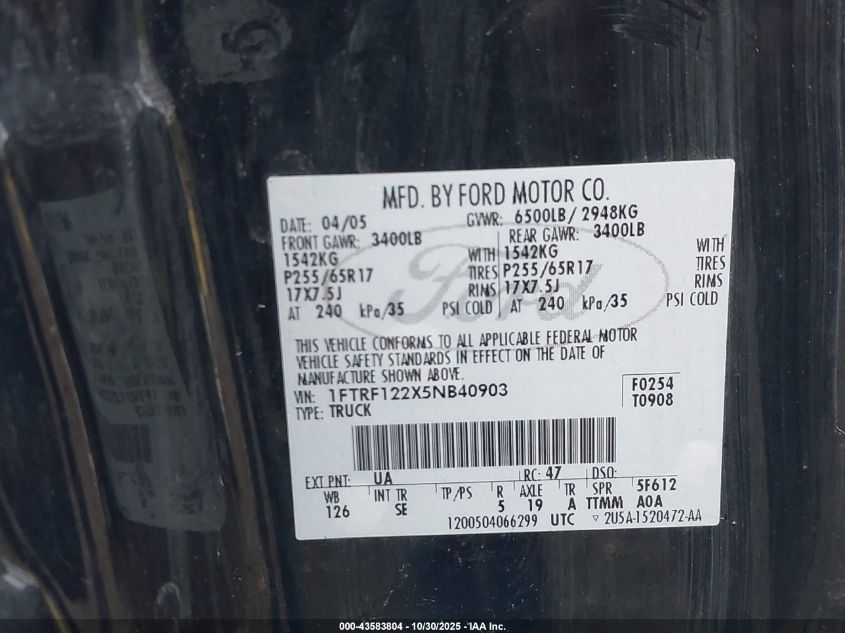 MFD. BY FORD MOTOR CO.
DATE: 04/05 GVWR: 6500LB/ 2948KG
FRONT GAWR: 3400LB REAR GAWR: 3400LB
1542KG WITH 1542KG WITH
P255/65R17 TIRES P255/65R17 TIRES
17X7.5J RIMS 17X7.5J RIMS
AT 240 kPa/35 PSI COLD AT 240 kPa/35 PSI COLD
Ford
THIS VEHICLE CONFORMS TO ALL APPLICABLE FEDERAL MOTOR
VEHICLE SAFETY STANDARDS IN EFFECT ON THE DATE OF
MANUFACTURE SHOWN ABOVE.
VIN: 1FTRF122X5NB40903 F0254
TYPE: TRUCK T0908
EXT PNT: UA RC: 47 DSO:
WB INT TR TP/PS R AXLE TR SPR 5F612
126 SE 5 19 A TTMM A0A
1200504066299 UTC ▽ 2U5A-1520472-AA
000-43583804 - 10/30/2025 - IAA Inc.